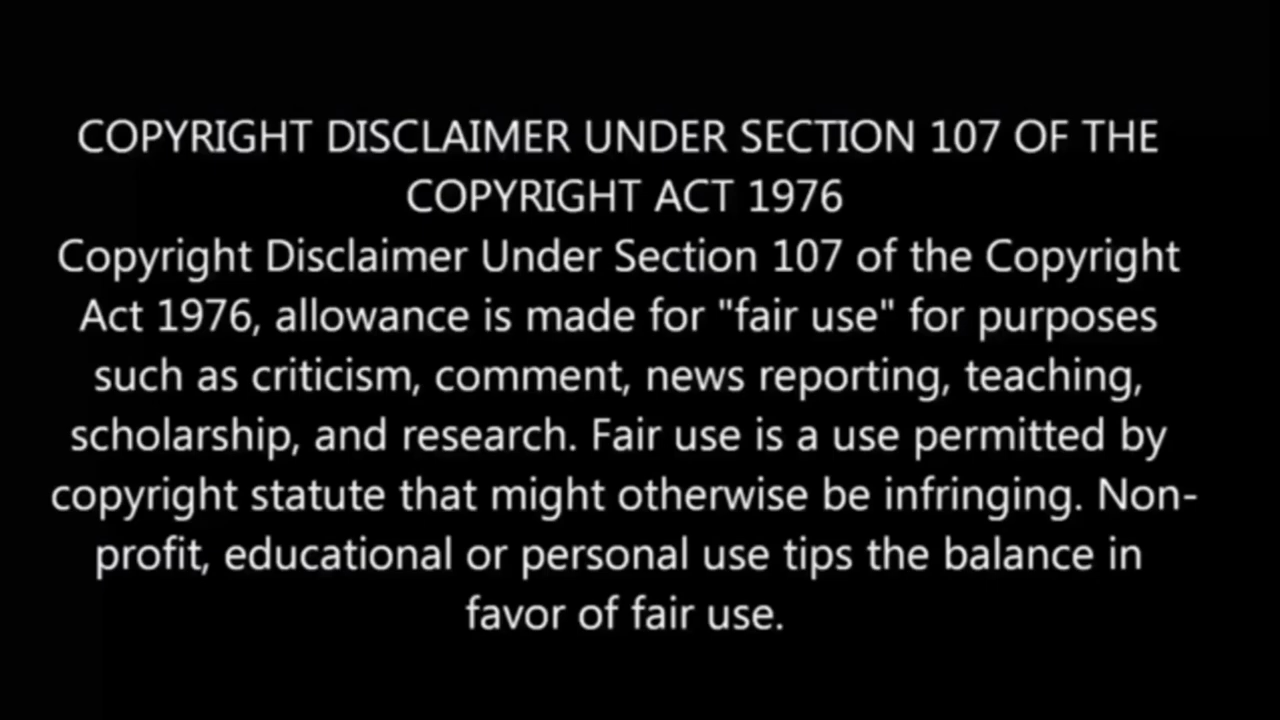 COPYRIGHT DISCLAIMER UNDER SECTION 107 OF THE
COPYRIGHT ACT 1976
Copyright Disclaimer Under Section 107 of the Copyright
Act 1976, allowance is made for "fair use" for purposes
such as criticism, comment, news reporting, teaching,
scholarship, and research. Fair use is a use permitted by
copyright statute that might otherwise be infringing. Non-
profit, educational or personal use tips the balance in
favor of fair use.